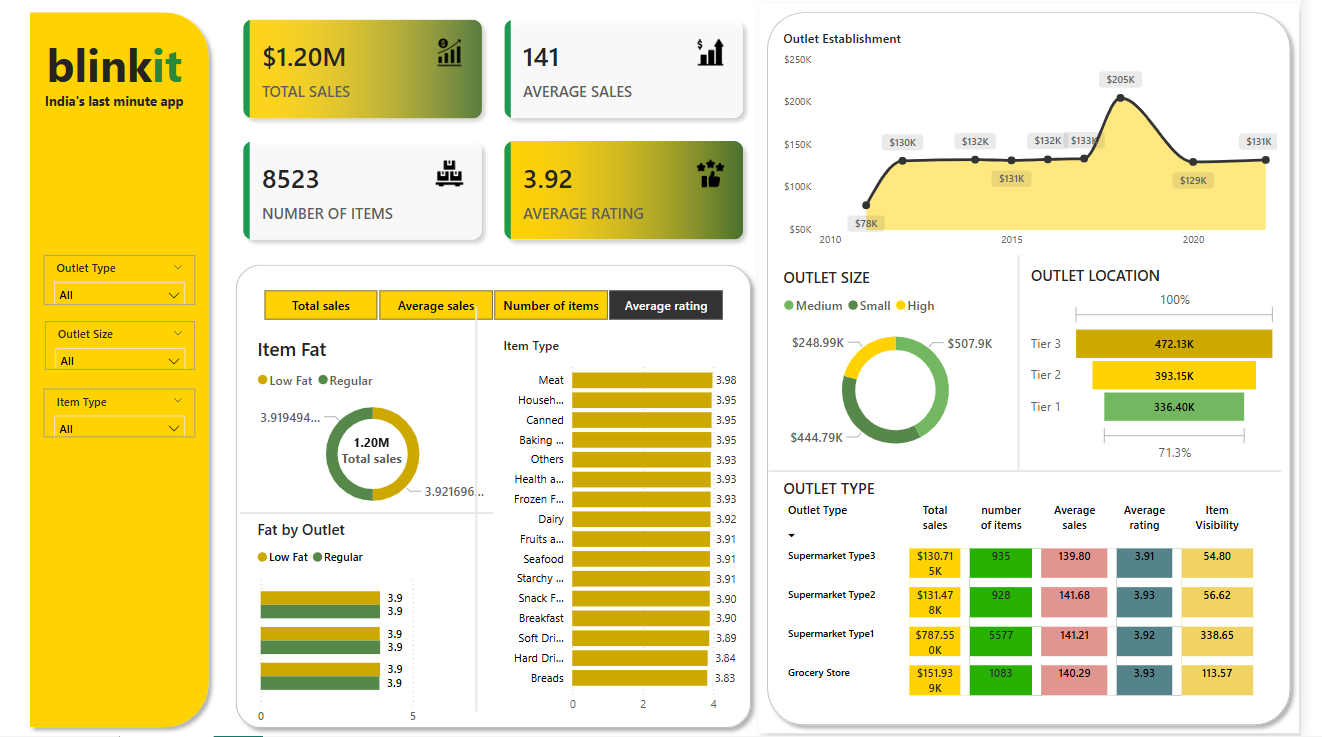 blinkit
India's last minute app
Outlet Type
All
Outlet Size
All
Item Type
All
$1.20M
TOTAL SALES
141
AVERAGE SALES
8523
NUMBER OF ITEMS
3.92
AVERAGE RATING
Total sales
Average sales
Number of items
Average rating
Item Fat
Low Fat Regular
3.919494...
1.20M
Total sales
3.921696...
Fat by Outlet
Low Fat Regular
3.9
3.9
3.9
3.9
3.9
3.9
0 5
Item Type
Meat 3.98
Househ... 3.95
Canned 3.95
Baking ... 3.95
Others 3.93
Health a... 3.93
Frozen F... 3.93
Dairy 3.92
Fruits a... 3.91
Seafood 3.91
Starchy ... 3.91
Snack F... 3.90
Breakfast 3.90
Soft Dri... 3.89
Hard Dri... 3.84
Breads 3.83
0 2 4
Outlet Establishment
$250K
$200K
$150K
$100K
$50K
$78K
$130K
$132K
$131K
$132K
$133K
$205K
$129K
$131K
2010 2015 2020
OUTLET SIZE
Medium Small High
$248.99K
$507.9K
$444.79K
OUTLET LOCATION
100%
Tier 3 472.13K
Tier 2 393.15K
Tier 1 336.40K
71.3%
OUTLET TYPE
Outlet Type Total sales number of items Average sales Average rating Item Visibility
Supermarket Type3 $130.715K 935 139.80 3.91 54.80
Supermarket Type2 $131.478K 928 141.68 3.93 56.62
Supermarket Type1 $787.550K 5577 141.21 3.92 338.65
Grocery Store $151.939K 1083 140.29 3.93 113.57